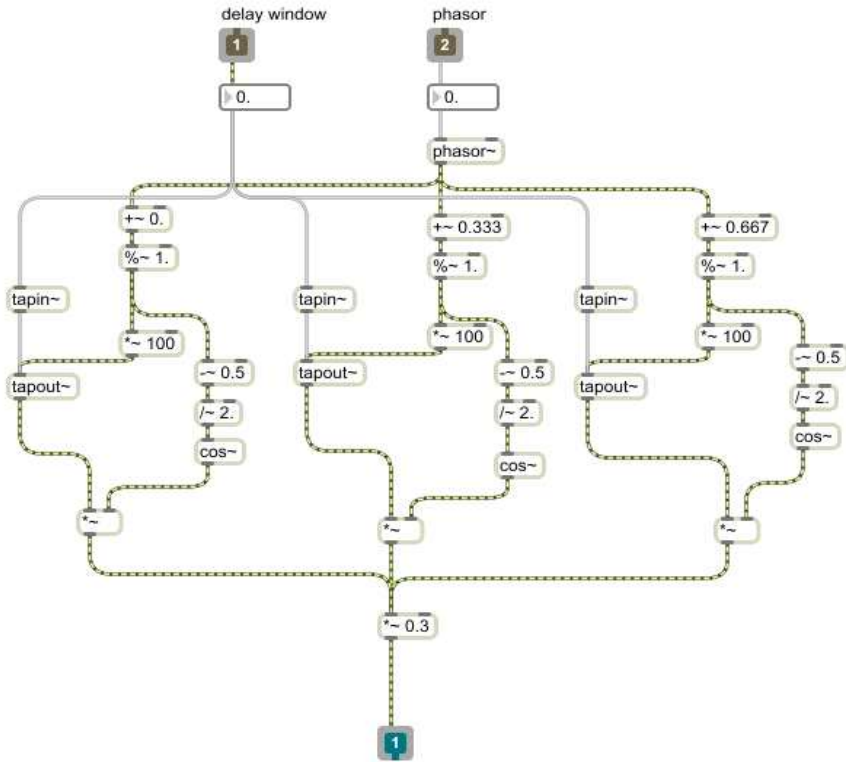 delay window
phasor
1
2
0.
0.
phasor~
+~ 0.
+~ 0.333
+~ 0.667
%~ 1.
%~ 1.
%~ 1.
tapin~
tapin~
tapin~
*~ 100
*~ 100
*~ 100
-~ 0.5
-~ 0.5
-~ 0.5
tapout~
tapout~
tapout~
/~ 2.
/~ 2.
/~ 2.
cos~
cos~
cos~
*~
*~
*~
*~ 0.3
1